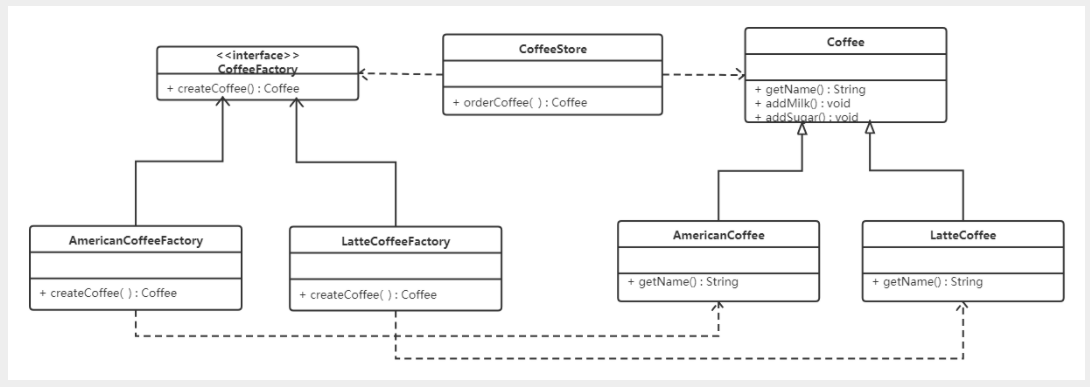 <<interface>>
CoffeeFactory
+ createCoffee() : Coffee
CoffeeStore
+ orderCoffee( ) : Coffee
Coffee
+ getName() : String
+ addMilk() : void
+ addSugar() : void
AmericanCoffeeFactory
+ createCoffee( ) : Coffee
LatteCoffeeFactory
+ createCoffee( ) : Coffee
AmericanCoffee
+ getName() : String
LatteCoffee
+ getName() : String